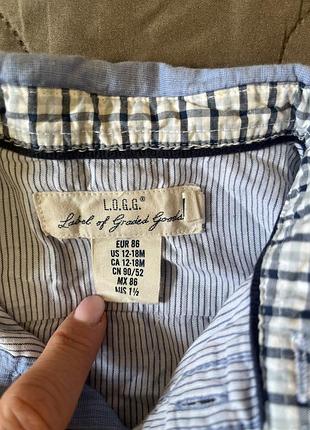 L.O.G.G.®
Label of Graded Goods
EUR 86
US 12-18M
CA 12-18M
CN 90/52
MX 86
AUS 1½